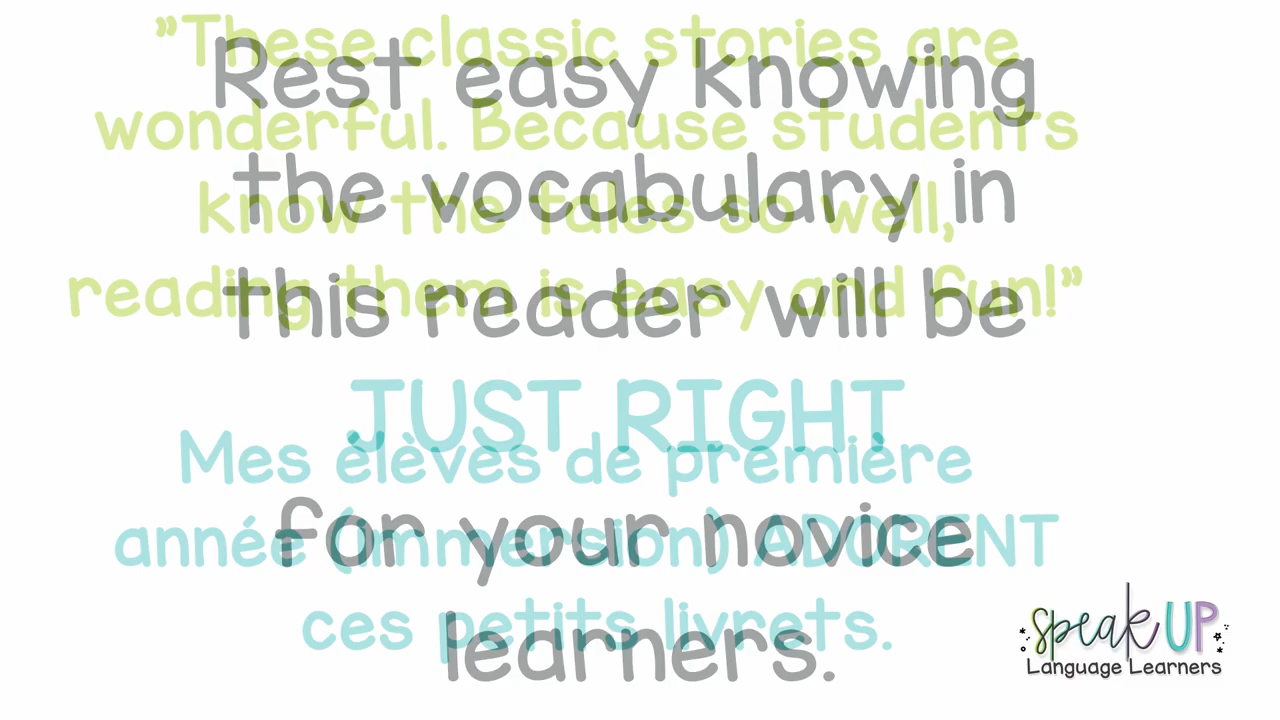 "These classic stories are
wonderful. Because students
know the tales so well,
reading them is easy and fun!"
Mes élèves de première
année (immersion) ADORENT
ces petits livrets.
Rest easy knowing
the vocabulary in
this reader will be
JUST RIGHT
for your novice
learners.
speak UP
Language Learners